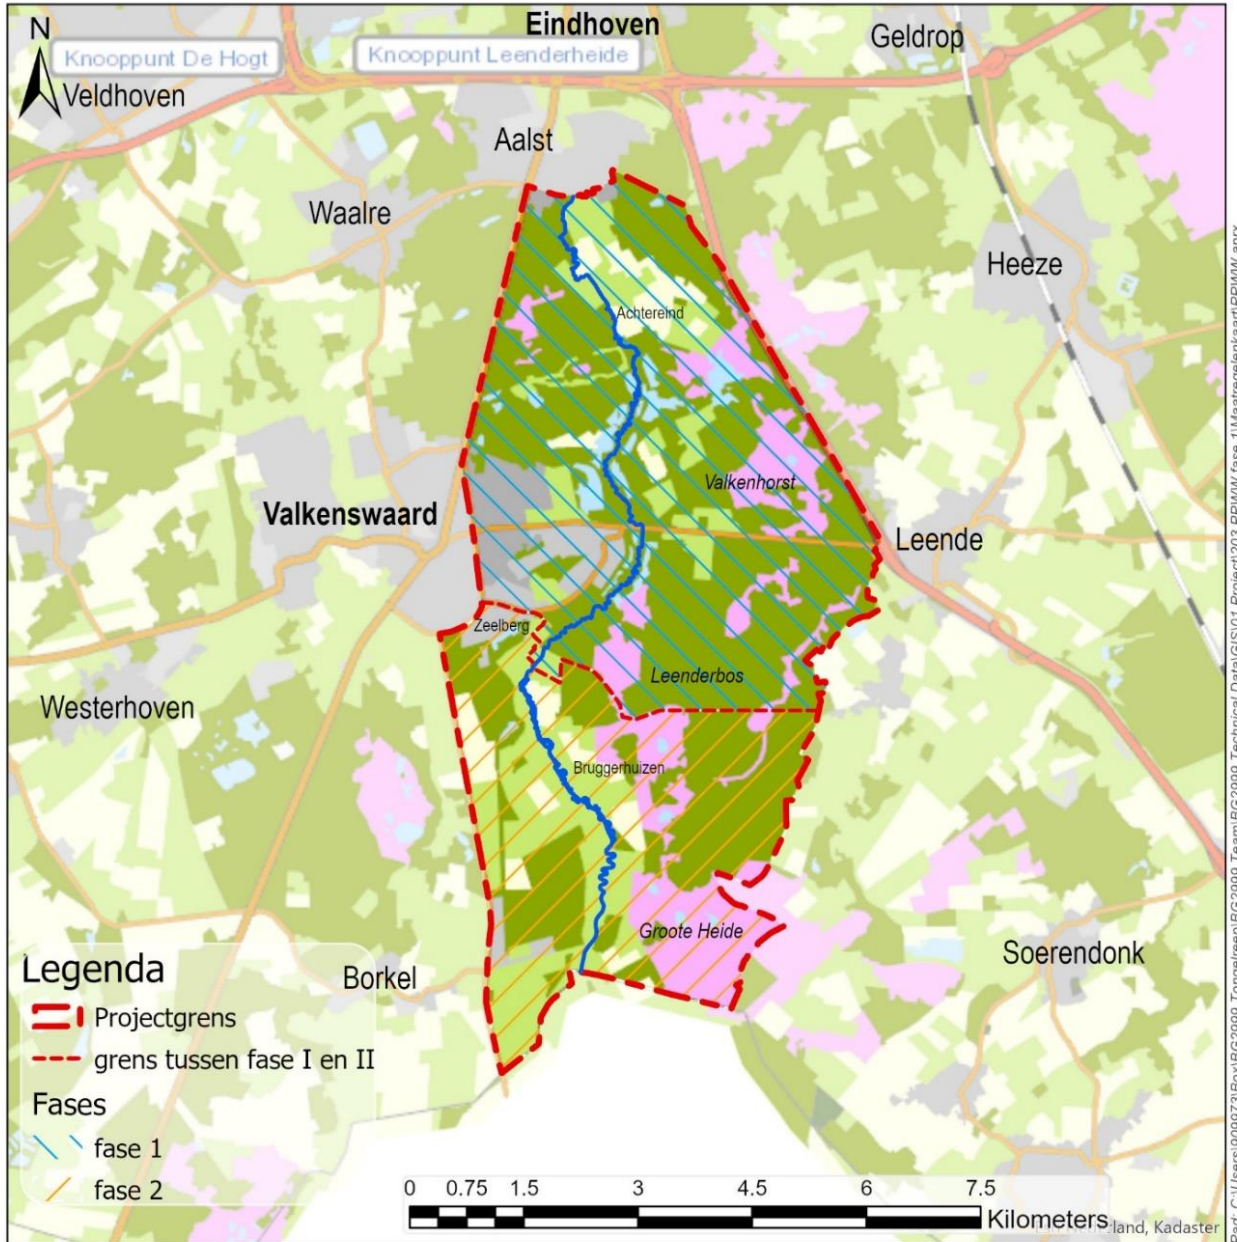 Eindhoven
N
Knooppunt De Hogt
Knooppunt Leenderheide
Geldrop
Veldhoven
Aalst
Waalre
Heeze
Achtereind
Valkenhorst
Valkenswaard
Leende
Zeelberg
Leenderbos
Westerhoven
Bruggerhuizen
Groote Heide
Soerendonk
Borkel
Legenda
Projectgrens
grens tussen fase I en II
Fases
fase 1
fase 2
0 0.75 1.5 3 4.5 6 7.5
Kilometers
land, Kadaster